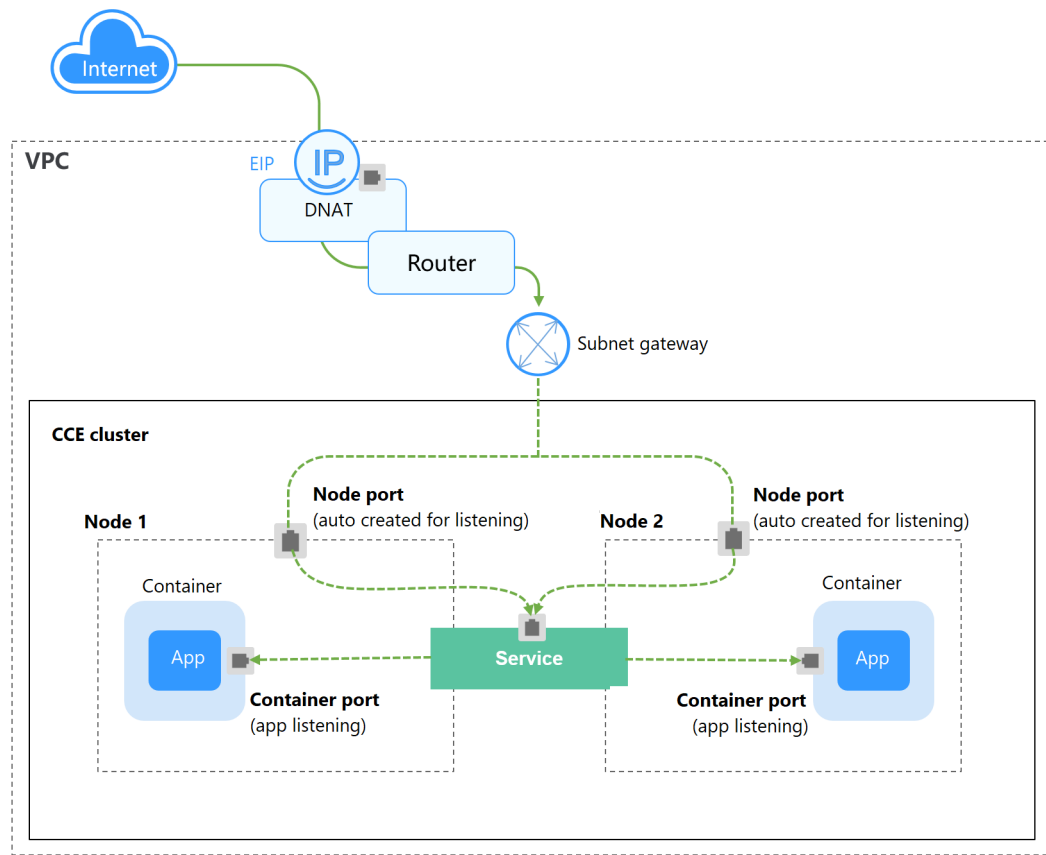 Internet
VPC
EIP
IP
DNAT
Router
Subnet gateway
CCE cluster
Node port
(auto created for listening)
Node port
(auto created for listening)
Node 1
Node 2
Container
Container
App
Service
App
Container port
(app listening)
Container port
(app listening)